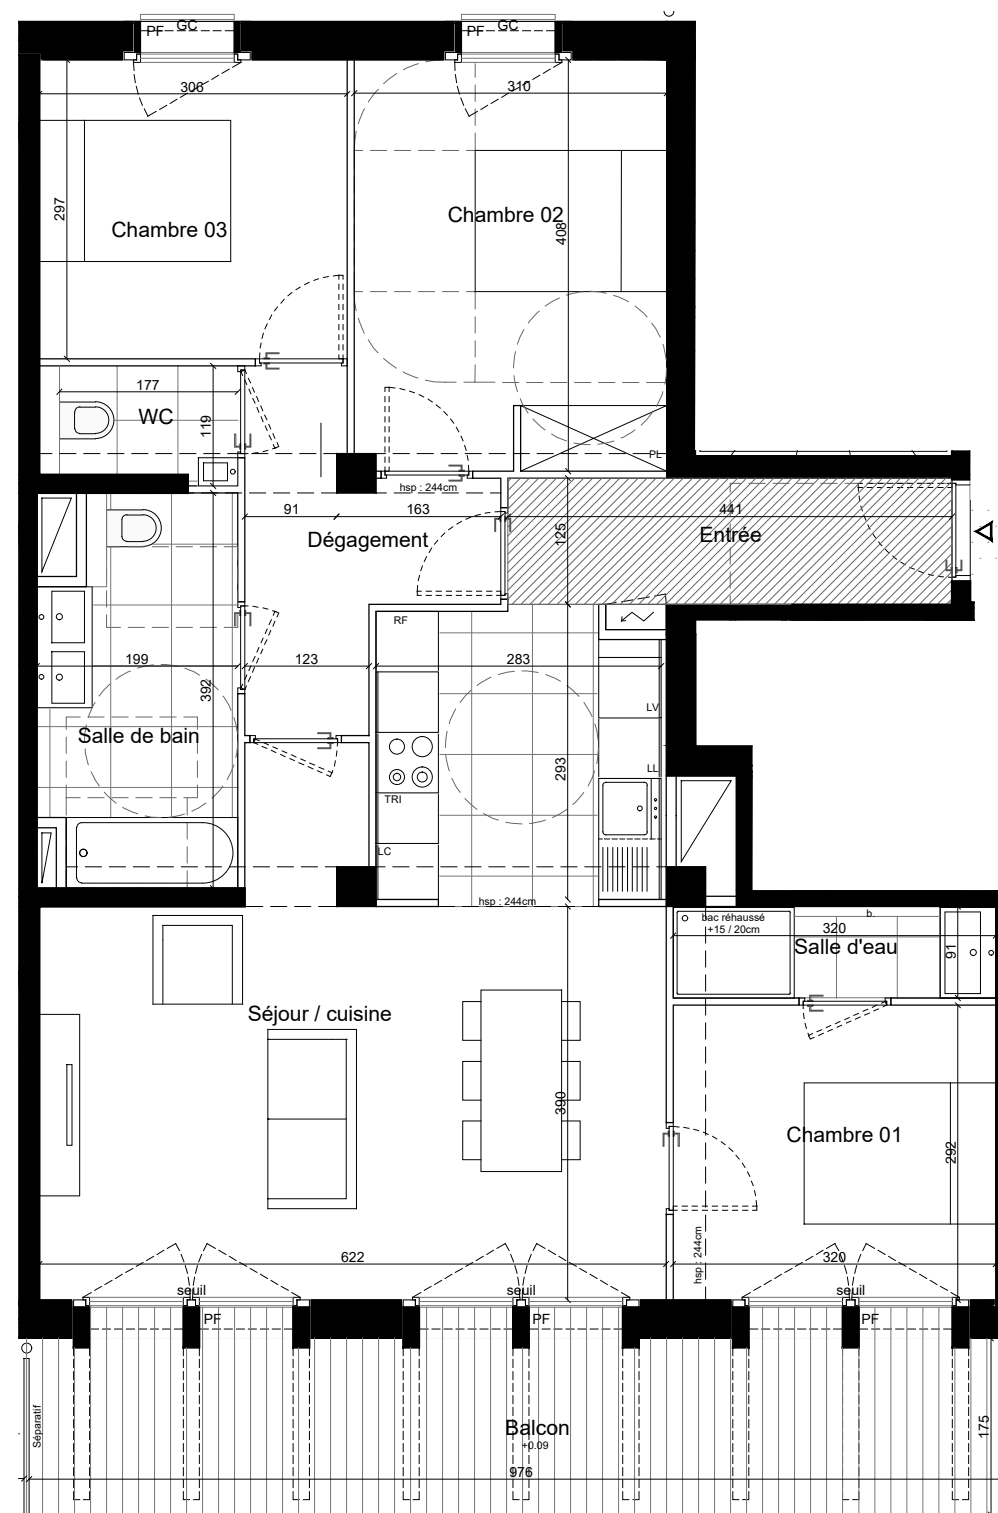 PF
GC
PF
GC
306
310
297
Chambre 03
Chambre 02
408
177
WC
119
PL
hsp : 244cm
91
163
441
125
Dégagement
Entrée
RF
199
123
283
392
LV
Salle de bain
293
LL
TRI
LC
hsp : 244cm
bac réhaussé
+15 / 20cm
b.
320
Salle d'eau
91
Séjour / cuisine
390
Chambre 01
292
hsp : 244cm
622
320
seuil
seuil
seuil
PF
PF
PF
Séparatif
Balcon
+0.09
175
976